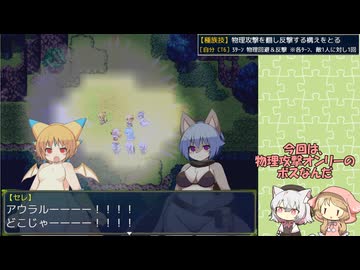 【種族技】物理攻撃を翻し反撃する構えをとる
［自分（T6］3ﾀｰﾝ 物理回避＆反撃 ※各ﾀｰﾝ、敵1人に対し1回
今回は、
物理攻撃オンリーの
ボスなんだ
【セレ】
アウラルーーーー！！！！
どこじゃーーーー！！！！